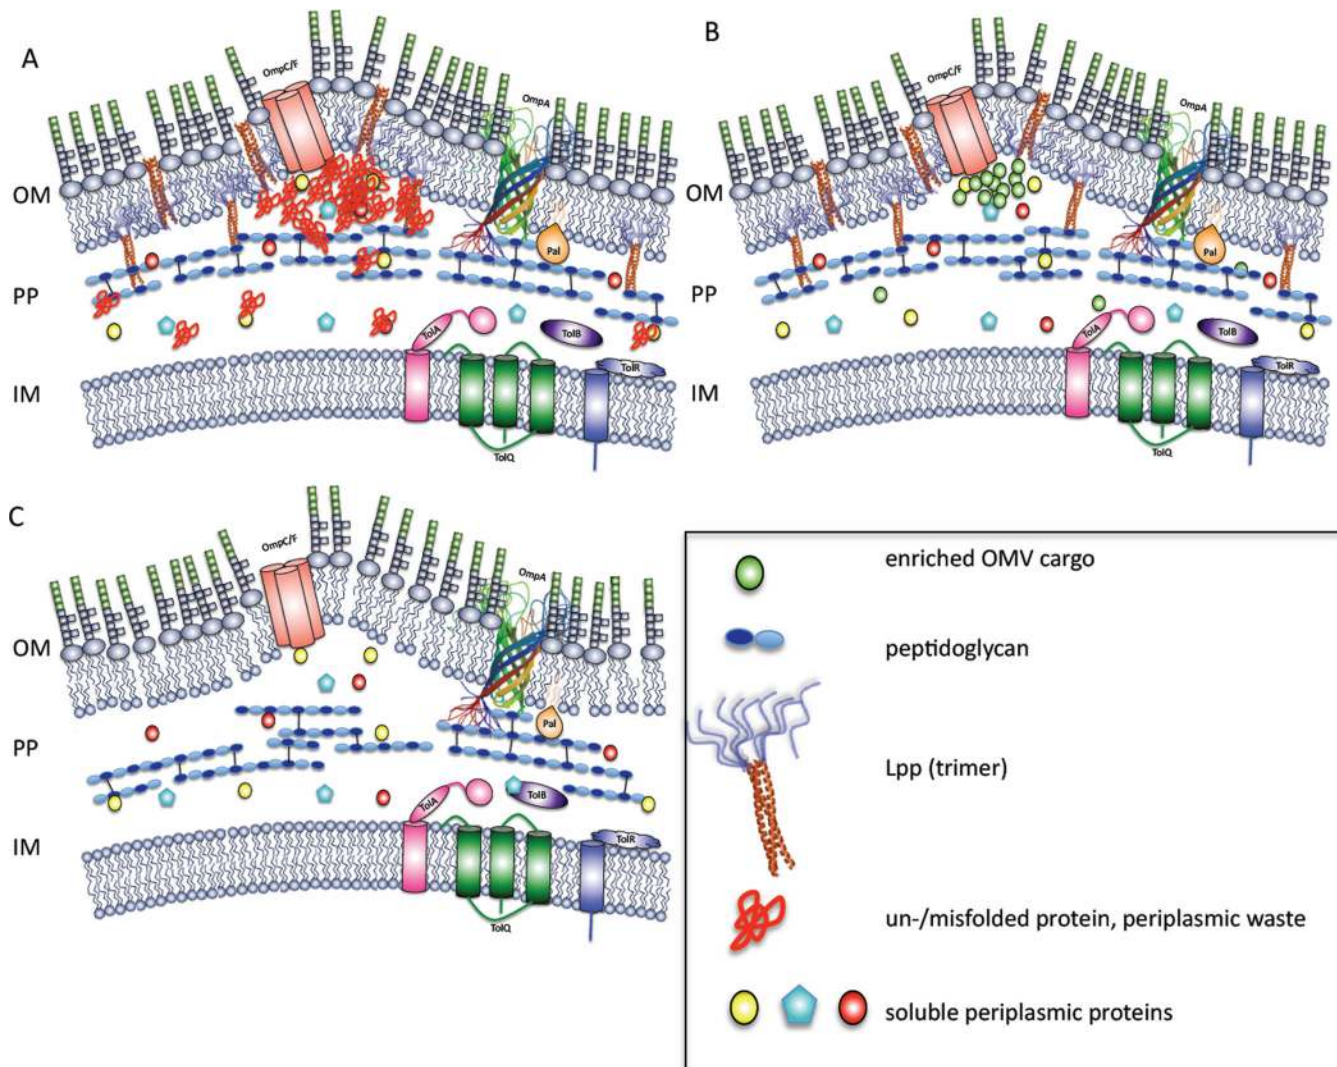 A
OmpC/F
OmpA
OM
Pal
PP
TolA
TolB
TolR
IM
TolQ
B
OmpC/F
OmpA
OM
Pal
PP
TolA
TolB
TolR
IM
TolQ
C
OmpC/F
OmpA
OM
Pal
PP
TolA
TolB
TolR
IM
TolQ
enriched OMV cargo
peptidoglycan
Lpp (trimer)
un-/misfolded protein, periplasmic waste
soluble periplasmic proteins